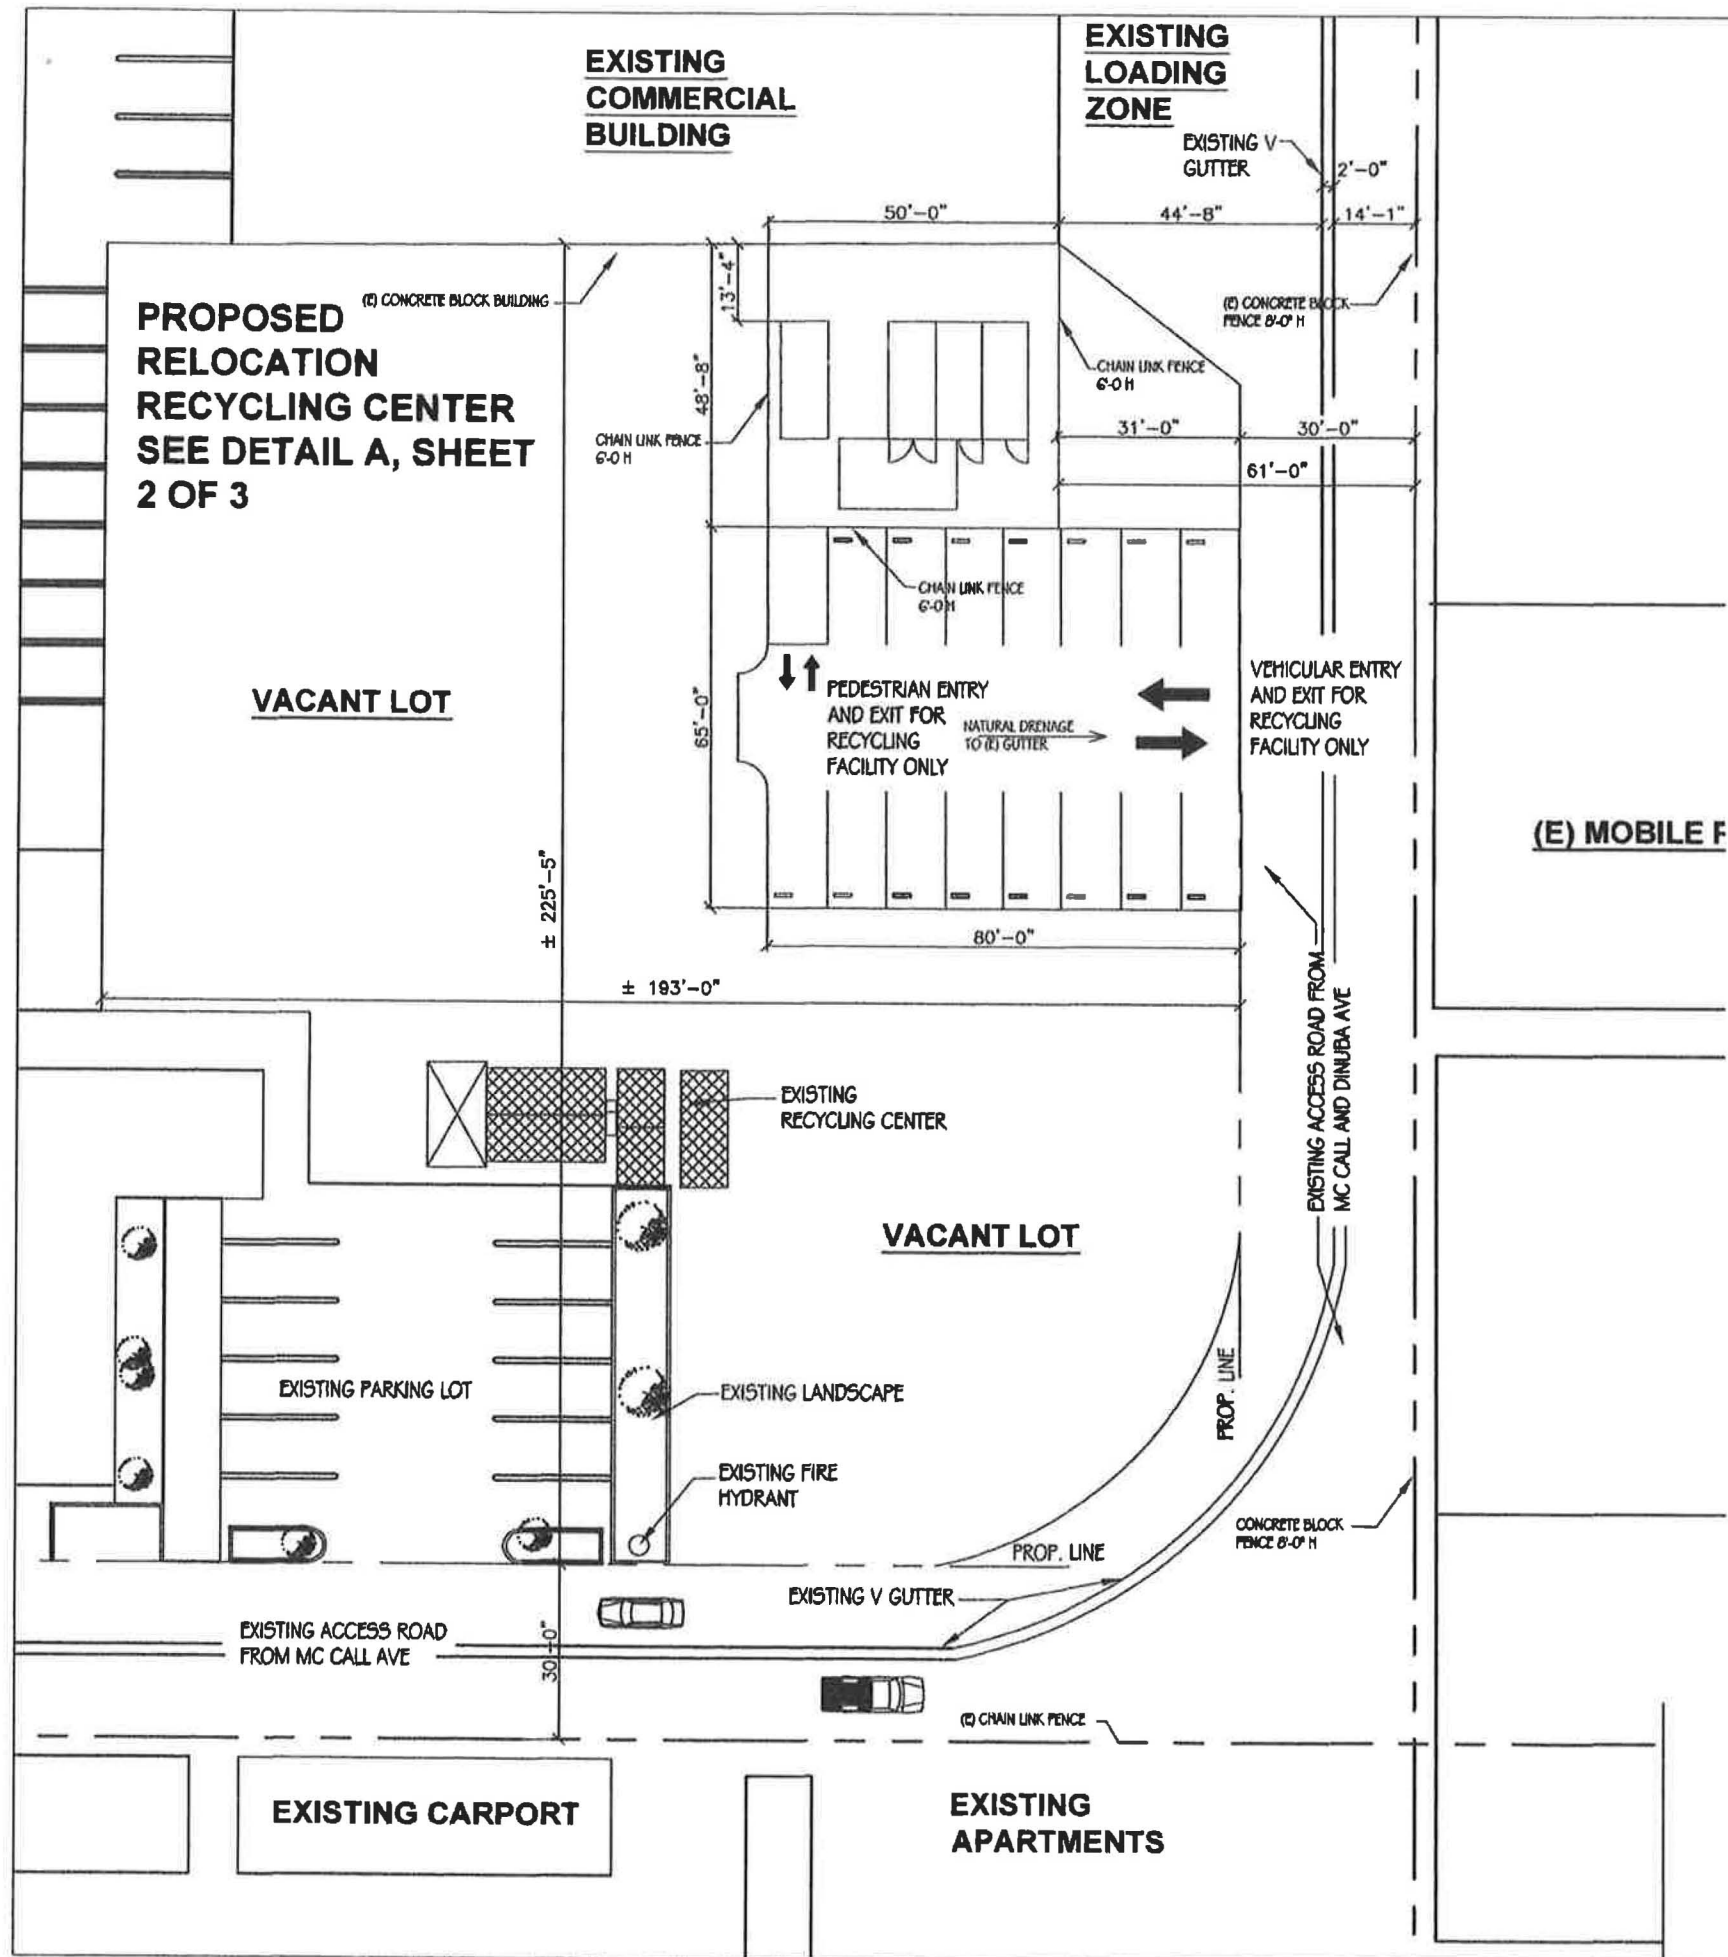 EXISTING
COMMERCIAL
BUILDING
EXISTING
LOADING
ZONE
EXISTING V
GUTTER
2'-0"
50'-0"
44'-8"
14'-1"
13'-4"
(E) CONCRETE BLOCK BUILDING
PROPOSED
RELOCATION
RECYCLING CENTER
SEE DETAIL A, SHEET
2 OF 3
(E) CONCRETE BLOCK
FENCE 8'-0" H
CHAIN LINK FENCE
6'-0 H
48'-8"
CHAIN LINK FENCE
6'-0 H
31'-0"
30'-0"
61'-0"
CHAIN LINK FENCE
6'-0 H
VACANT LOT
65'-0"
PEDESTRIAN ENTRY
AND EXIT FOR
RECYCLING
FACILITY ONLY
NATURAL DRENAGE
TO (E) GUTTER
VEHICULAR ENTRY
AND EXIT FOR
RECYCLING
FACILITY ONLY
(E) MOBILE
± 225'-5"
80'-0"
± 193'-0"
EXISTING ACCESS ROAD FROM
MC CALL AND DINUBA AVE
EXISTING
RECYCLING CENTER
VACANT LOT
EXISTING PARKING LOT
EXISTING LANDSCAPE
PROP. LINE
EXISTING FIRE
HYDRANT
CONCRETE BLOCK
FENCE 8'-0" H
PROP. LINE
EXISTING V GUTTER
EXISTING ACCESS ROAD
FROM MC CALL AVE
30'-0"
(E) CHAIN LINK FENCE
EXISTING CARPORT
EXISTING
APARTMENTS